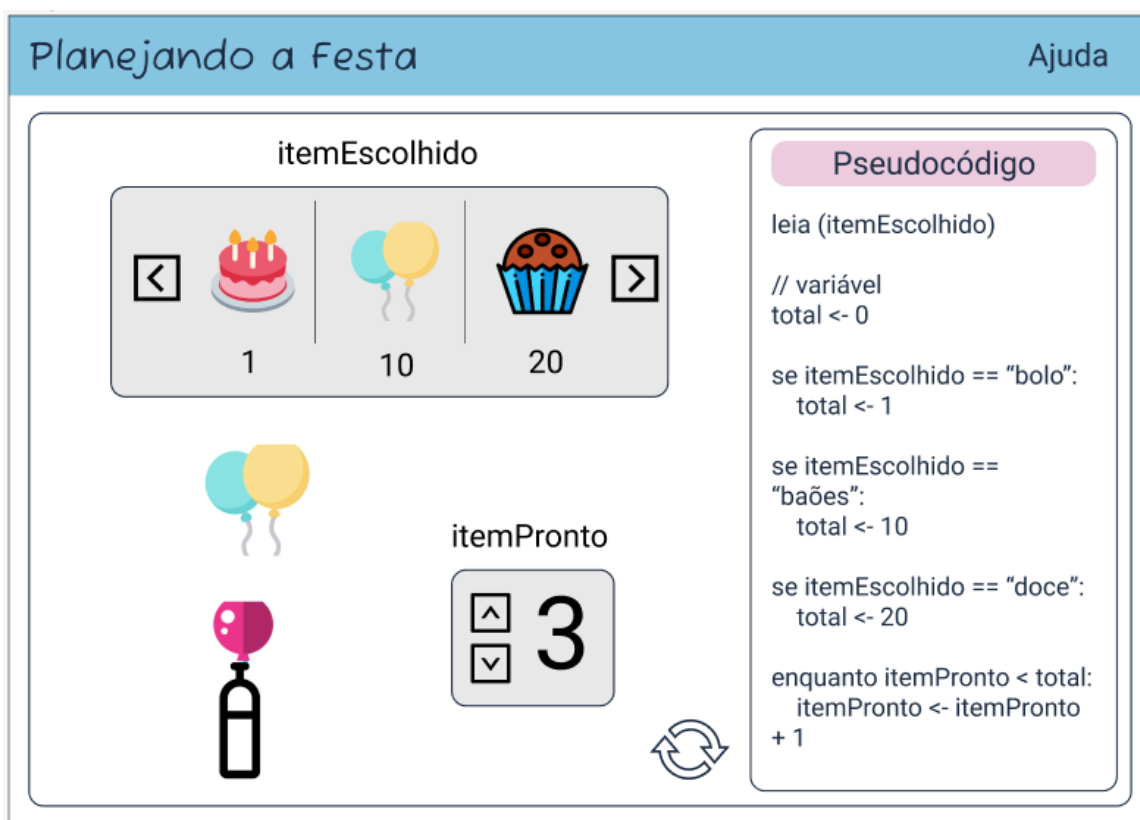 Planejando a Festa
Ajuda
itemEscolhido
1
10
20
itemPronto
3
Pseudocódigo
leia (itemEscolhido)
// variável
total <- 0
se itemEscolhido == “bolo”:
total <- 1
se itemEscolhido ==
“baões”:
total <- 10
se itemEscolhido == “doce”:
total <- 20
enquanto itemPronto < total:
itemPronto <- itemPronto
+ 1